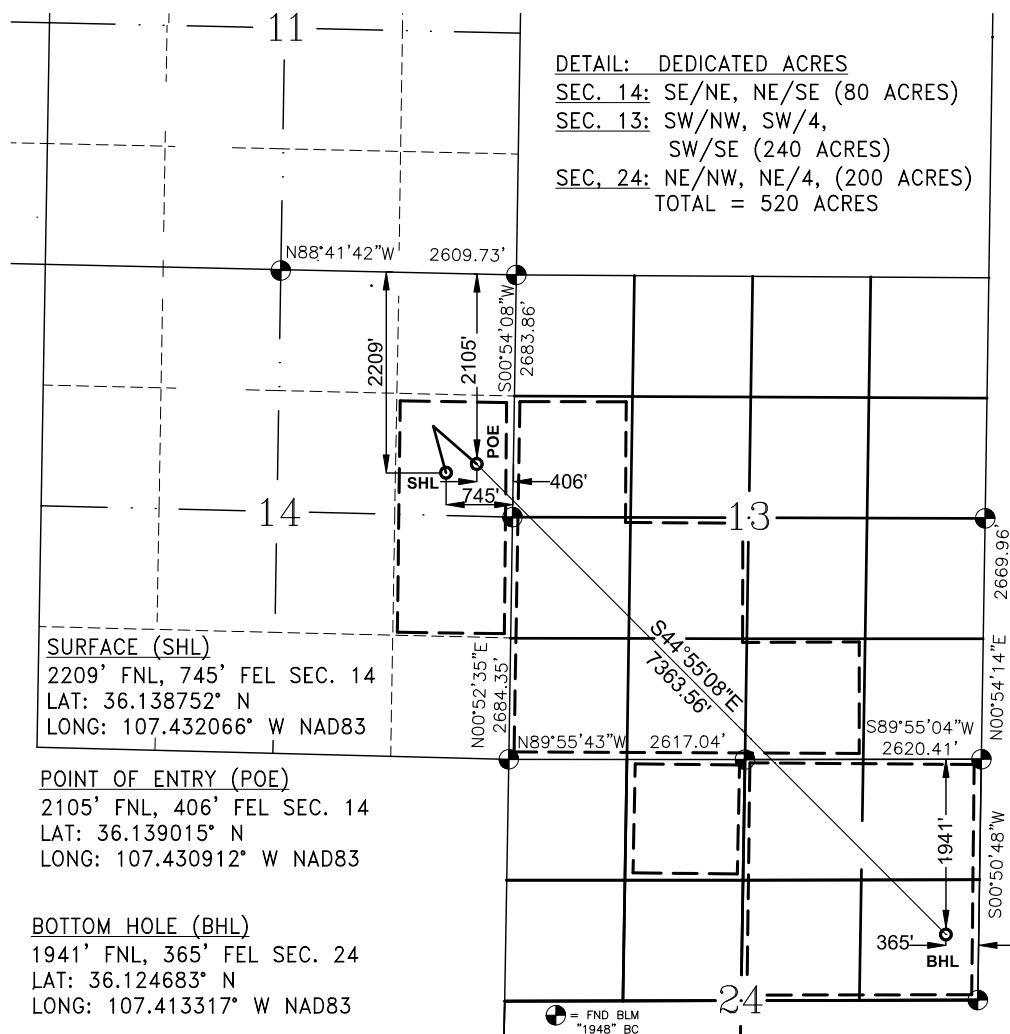 11
DETAIL: DEDICATED ACRES
SEC. 14: SE/NE, NE/SE (80 ACRES)
SEC. 13: SW/NW, SW/4,
SW/SE (240 ACRES)
SEC, 24: NE/NW, NE/4, (200 ACRES)
TOTAL = 520 ACRES
N88°41'42"W 2609.73'
S00°54'08"W
2683.86'
2209'
2105'
POE
SHL
745'
406'
14
13
2669.96'
N00°54'14"E
S44°55'08"E
7363.56'
SURFACE (SHL)
2209' FNL, 745' FEL SEC. 14
LAT: 36.138752° N
LONG: 107.432066° W NAD83
N00°52'35"E
2684.35'
N89°55'43"W 2617.04'
S89°55'04"W
2620.41'
POINT OF ENTRY (POE)
2105' FNL, 406' FEL SEC. 14
LAT: 36.139015° N
LONG: 107.430912° W NAD83
1941'
S00°50'48"W
BOTTOM HOLE (BHL)
1941' FNL, 365' FEL SEC. 24
LAT: 36.124683° N
LONG: 107.413317° W NAD83
365'
BHL
24
= FND BLM
"1948" BC